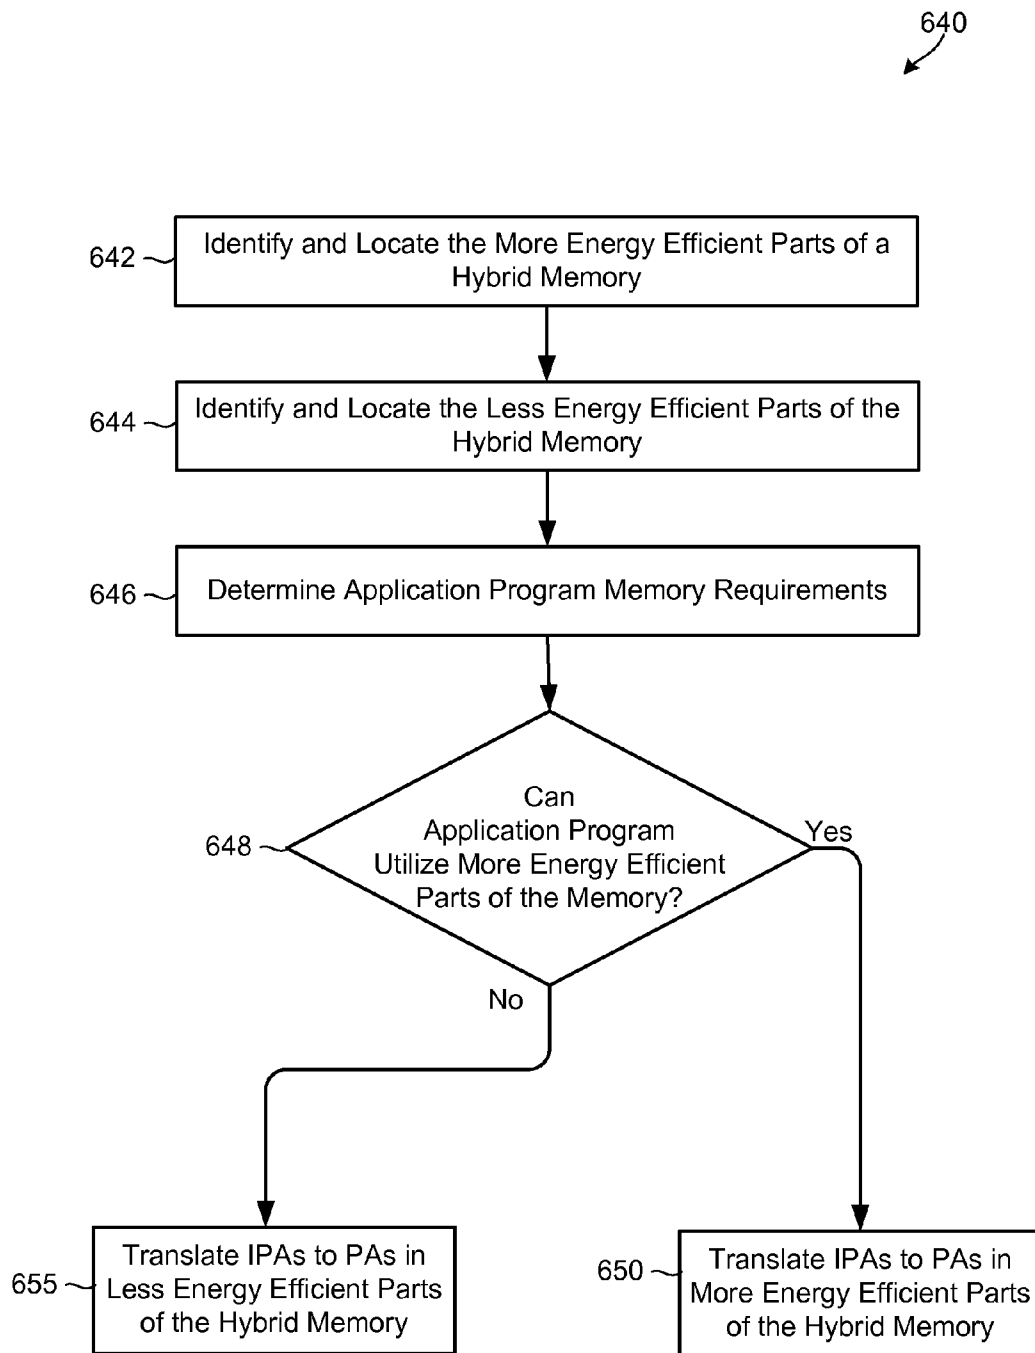 640
642
Identify and Locate the More Energy Efficient Parts of a
Hybrid Memory
644
Identify and Locate the Less Energy Efficient Parts of the
Hybrid Memory
646
Determine Application Program Memory Requirements
648
Can
Application Program
Utilize More Energy Efficient
Parts of the Memory?
Yes
No
655
Translate IPAs to PAs in
Less Energy Efficient Parts
of the Hybrid Memory
650
Translate IPAs to PAs in
More Energy Efficient Parts
of the Hybrid Memory